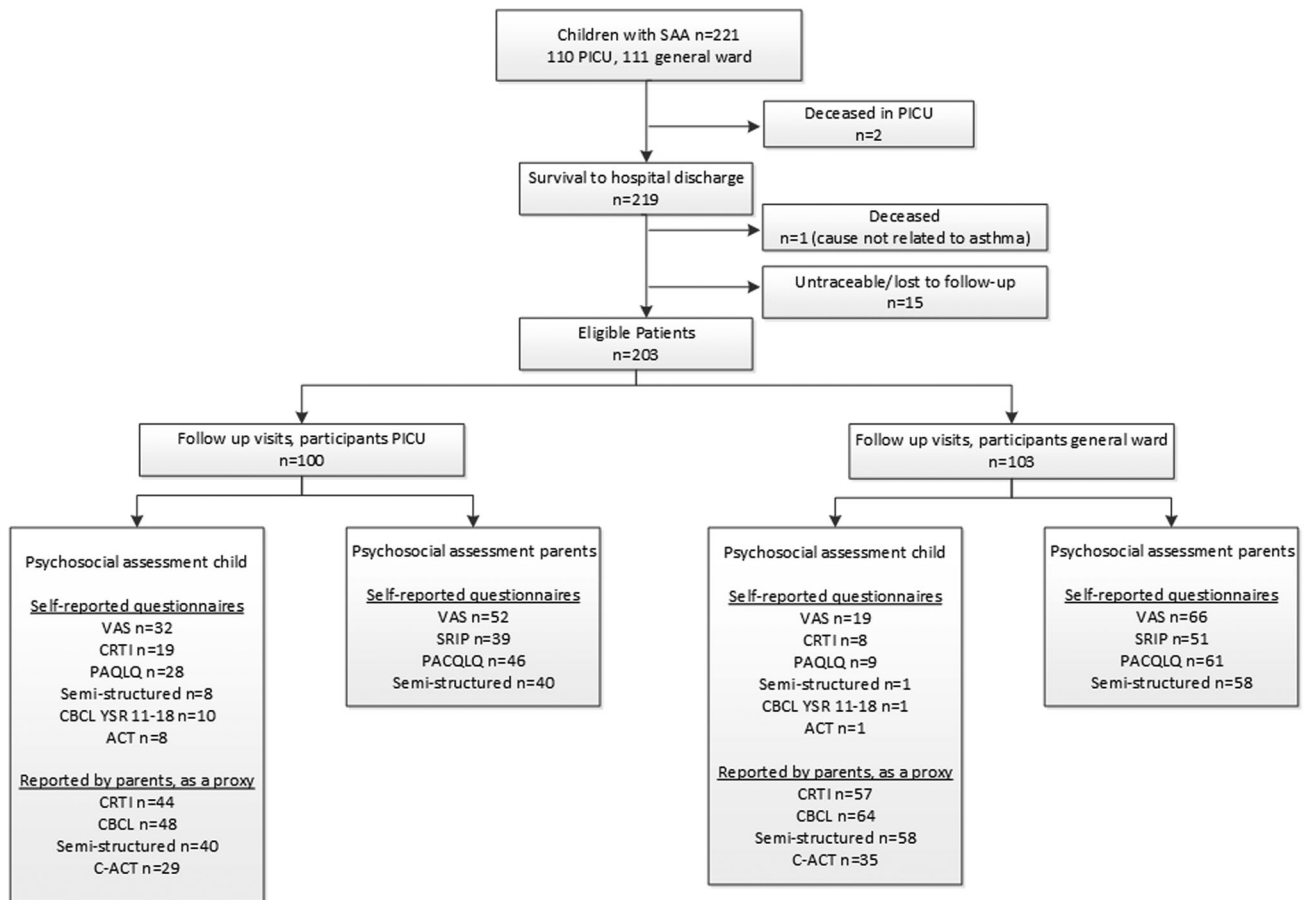 Children with SAA n=221
110 PICU, 111 general ward
Deceased in PICU
n=2
Survival to hospital discharge
n=219
Deceased
n=1 (cause not related to asthma)
Untraceable/lost to follow-up
n=15
Eligible Patients
n=203
Follow up visits, participants PICU
n=100
Follow up visits, participants general ward
n=103
Psychosocial assessment child
Self-reported questionnaires
VAS n=32
CRTI n=19
PAQLQ n=28
Semi-structured n=8
CBCL YSR 11-18 n=10
ACT n=8
Reported by parents, as a proxy
CRTI n=44
CBCL n=48
Semi-structured n=40
C-ACT n=29
Psychosocial assessment parents
Self-reported questionnaires
VAS n=52
SRIP n=39
PACQLQ n=46
Semi-structured n=40
Psychosocial assessment child
Self-reported questionnaires
VAS n=19
CRTI n=8
PAQLQ n=9
Semi-structured n=1
CBCL YSR 11-18 n=1
ACT n=1
Reported by parents, as a proxy
CRTI n=57
CBCL n=64
Semi-structured n=58
C-ACT n=35
Psychosocial assessment parents
Self-reported questionnaires
VAS n=66
SRIP n=51
PACQLQ n=61
Semi-structured n=58